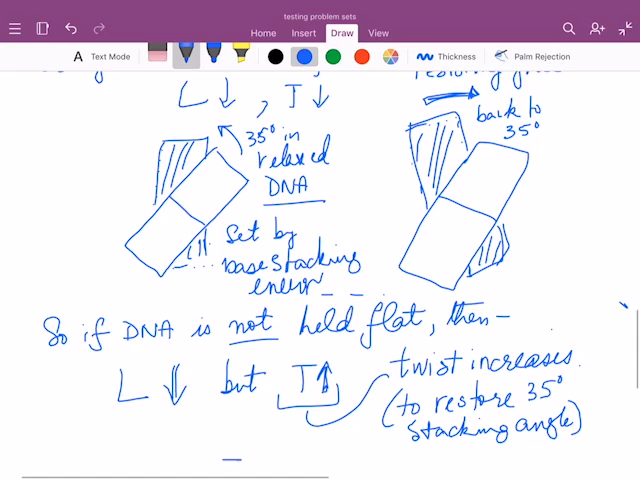 testing problem sets
Home Insert Draw View
A Text Mode Thickness Palm Rejection
restoring
L ↓ , T ↓
back to
35°
35° in
relaxed
DNA
Set by
base stacking
energy
So if DNA is not held flat, then –
L ⇓ but T ↑
twist increases
(to restore 35°
stacking angle)